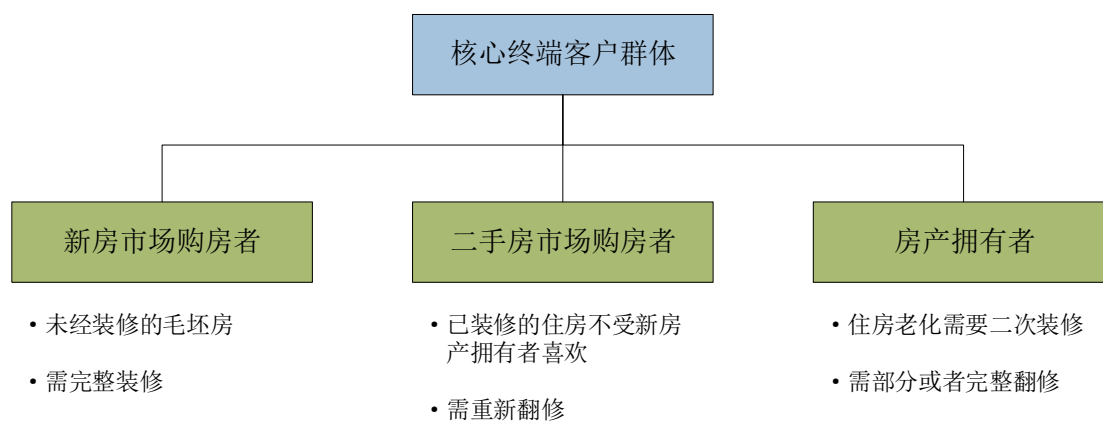 核心终端客户群体
新房市场购房者
二手房市场购房者
房产拥有者
•未经装修的毛坯房
•需完整装修
•已装修的住房不受新房
产拥有者喜欢
•需重新翻修
•住房老化需要二次装修
•需部分或者完整翻修